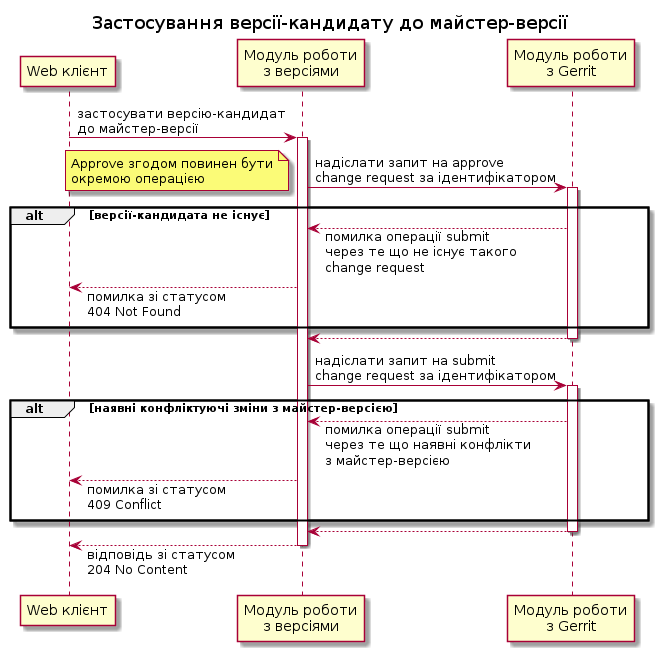 Застосування версії-кандидату до майстер-версії
Web клієнт
Модуль роботи
з версіями
Модуль роботи
з Gerrit
застосувати версію-кандидат
до майстер-версії
Approve згодом повинен бути
окремою операцією
надіслати запит на approve
change request за ідентифікатором
alt
[версії-кандидата не існує]
помилка операції submit
через те що не існує такого
change request
помилка зі статусом
404 Not Found
надіслати запит на submit
change request за ідентифікатором
alt
[наявні конфліктуючі зміни з майстер-версією]
помилка операції submit
через те що наявні конфлікти
з майстер-версією
помилка зі статусом
409 Conflict
відповідь зі статусом
204 No Content
Web клієнт
Модуль роботи
з версіями
Модуль роботи
з Gerrit